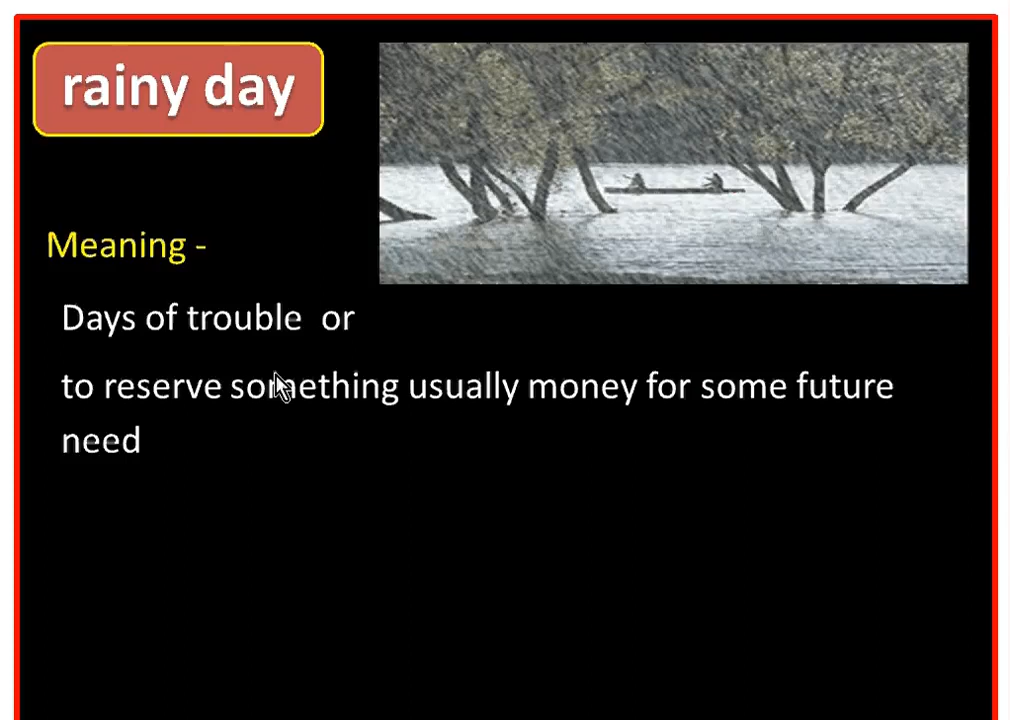 rainy day
Meaning -
Days of trouble or
to reserve something usually money for some future
need